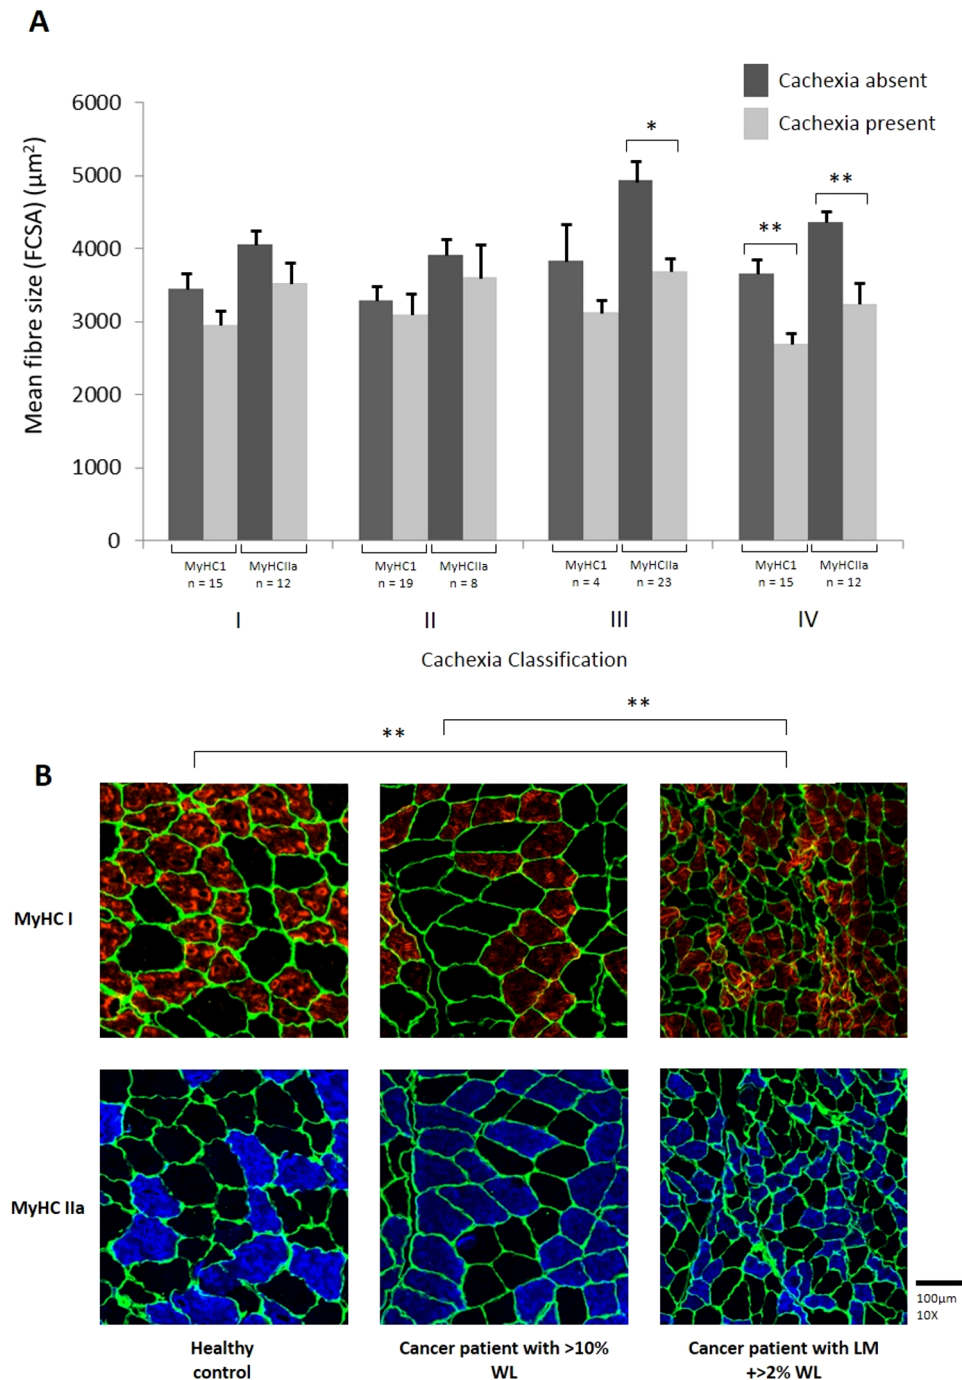 A
Cachexia absent
Cachexia present
Mean fibre size (FCSA) (μm²)
6000
5000
4000
3000
2000
1000
0
*
**
**
MyHC1 MyHCIIa MyHC1 MyHCIIa MyHC1 MyHCIIa MyHC1 MyHCIIa
n = 15 n = 12 n = 19 n = 8 n = 4 n = 23 n = 15 n = 12
I II III IV
Cachexia Classification
**
**
B
MyHC I
MyHC IIa
100μm
10X
Healthy
control
Cancer patient with >10%
WL
Cancer patient with LM
+>2% WL